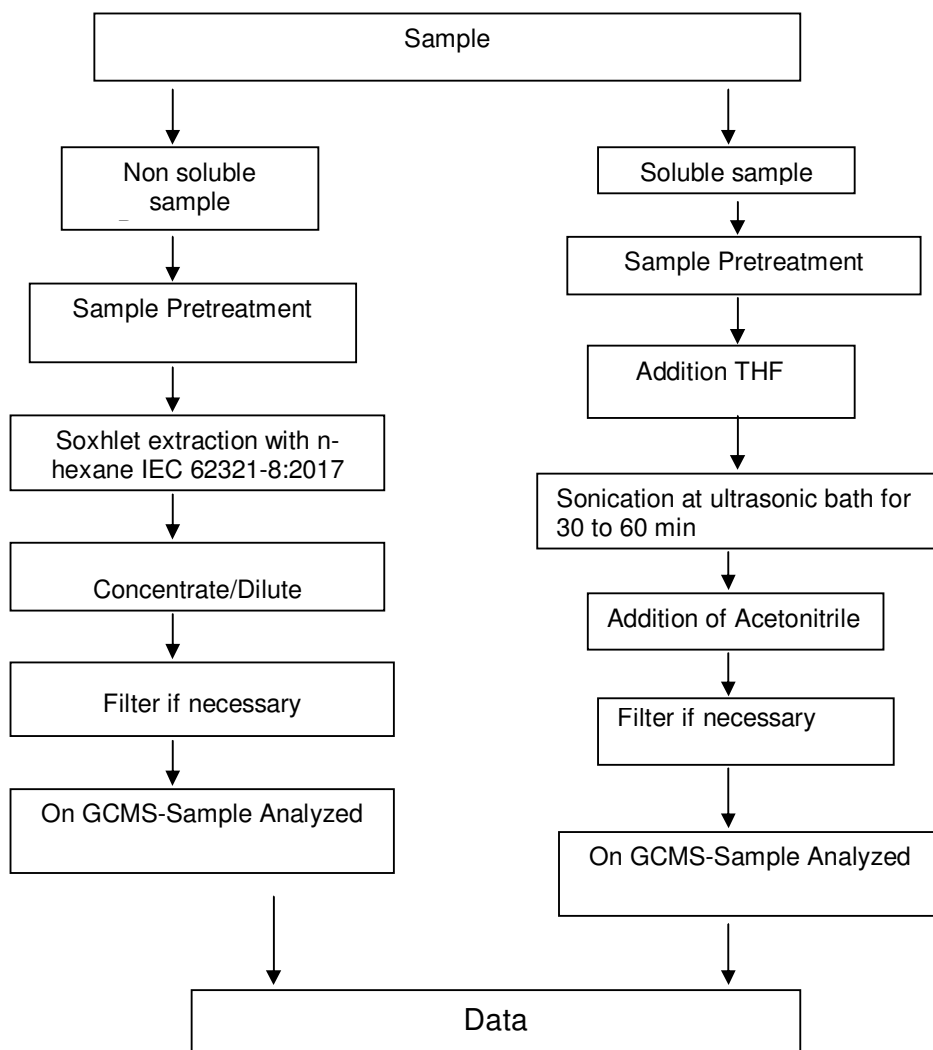 Sample
Non soluble
sample
Sample Pretreatment
Soxhlet extraction with n-
hexane IEC 62321-8:2017
Concentrate/Dilute
Filter if necessary
On GCMS-Sample Analyzed
Soluble sample
Sample Pretreatment
Addition THF
Sonication at ultrasonic bath for
30 to 60 min
Addition of Acetonitrile
Filter if necessary
On GCMS-Sample Analyzed
Data